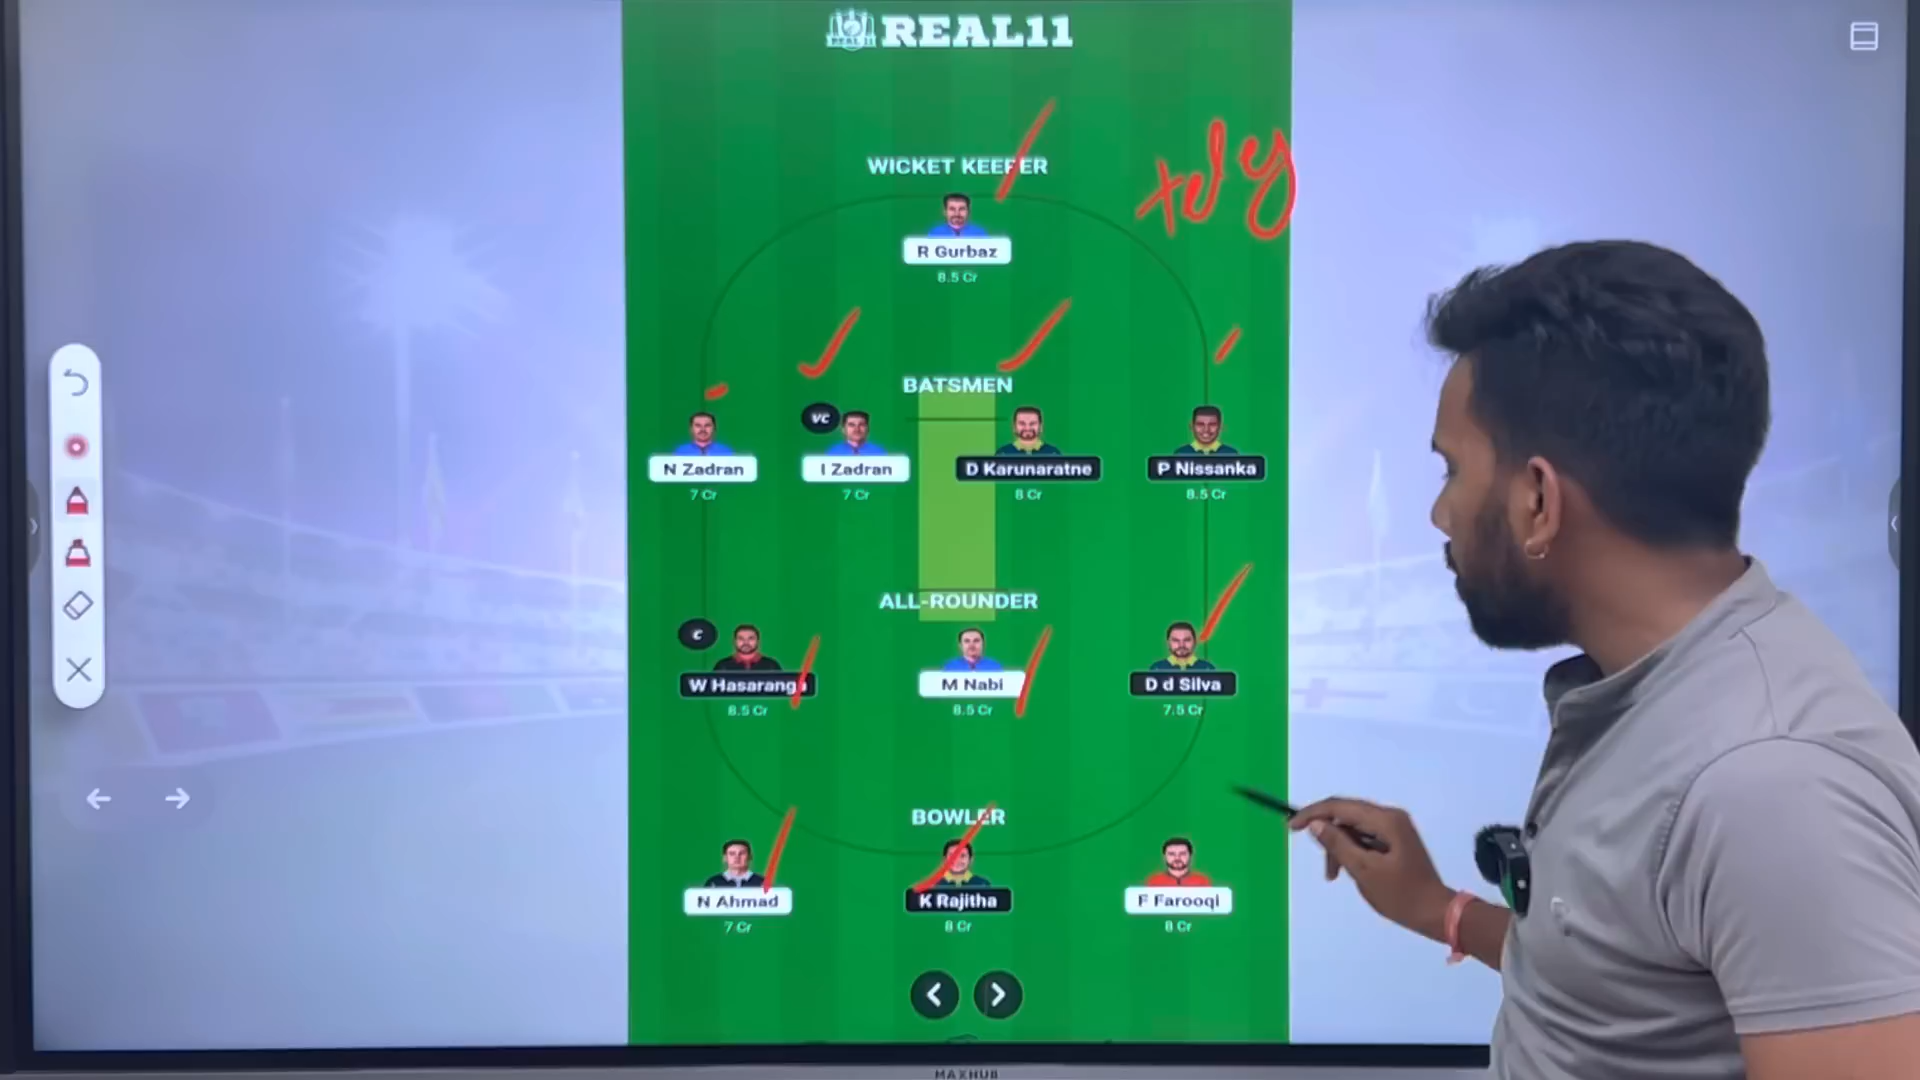 REAL 11 REAL11
WICKET KEEPER
R Gurbaz
8.5 Cr
BATSMEN
VC
N Zadran I Zadran D Karunaratne P Nissanka
7 Cr 7 Cr 8 Cr 8.5 Cr
ALL-ROUNDER
C
W Hasaranga M Nabi D d Silva
8.5 Cr 8.5 Cr 7.5 Cr
BOWLER
N Ahmad K Rajitha F Farooqi
7 Cr 8 Cr 8 Cr
MAXHUB